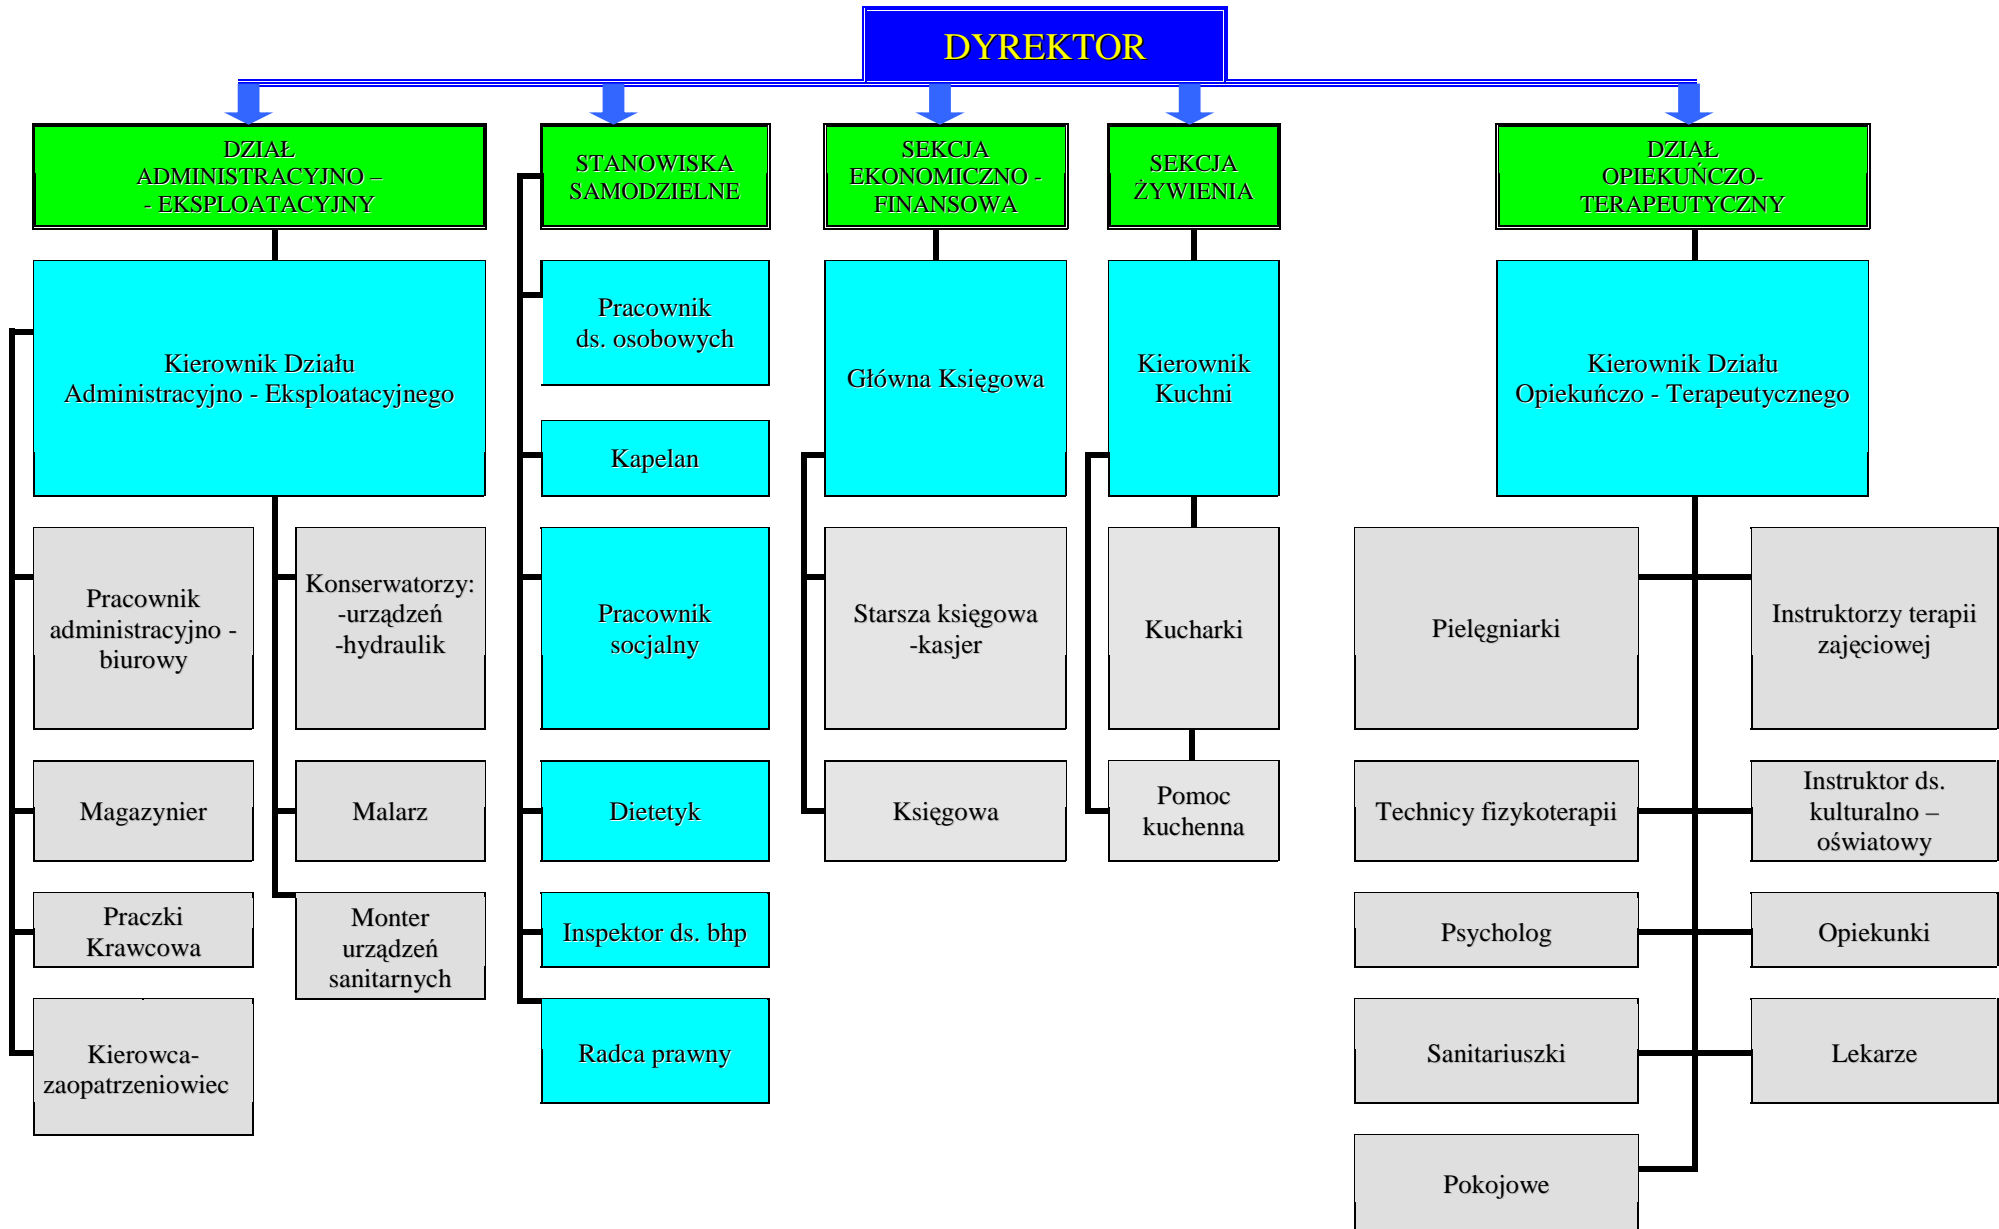 DYREKTOR
DZIAŁ
ADMINISTRACYJNO –
- EKSPLOATACYJNY
STANOWISKA
SAMODZIELNE
SEKCJA
EKONOMICZNO -
FINANSOWA
SEKCJA
ŻYWIENIA
DZIAŁ
OPIEKUŃCZO-
TERAPEUTYCZNY
Kierownik Działu
Administracyjno - Eksploatacyjnego
Pracownik
ds. osobowych
Kapelan
Główna Księgowa
Kierownik
Kuchni
Kierownik Działu
Opiekuńczo - Terapeutycznego
Pracownik
administracyjno -
biurowy
Konserwatorzy:
-urządzeń
-hydraulik
Pracownik
socjalny
Starsza księgowa
-kasjer
Kucharki
Pielęgniarki
Instruktorzy terapii
zajęciowej
Magazynier
Malarz
Dietetyk
Księgowa
Pomoc
kuchenna
Technicy fizykoterapii
Instruktor ds.
kulturalno –
oświatowy
Praczki
Krawcowa
Monter
urządzeń
sanitarnych
Inspektor ds. bhp
Psycholog
Opiekunki
Kierowca-
zaopatrzeniowiec
Radca prawny
Sanitariuszki
Lekarze
Pokojowe